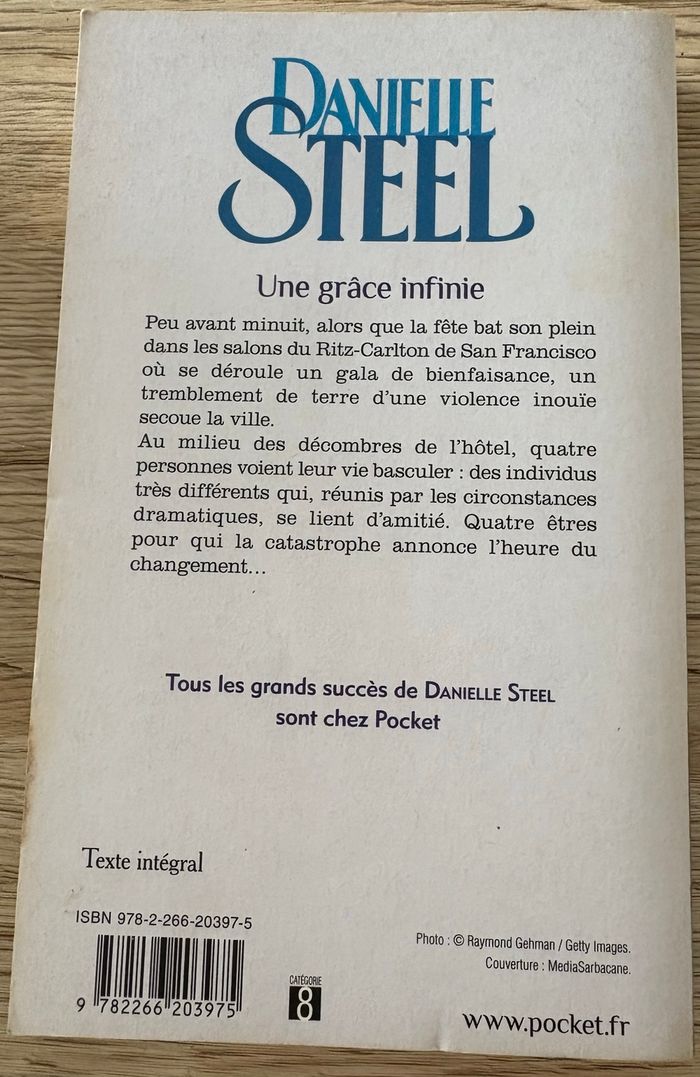 DANIELLE
STEEL
Une grâce infinie
Peu avant minuit, alors que la fête bat son plein
dans les salons du Ritz-Carlton de San Francisco
où se déroule un gala de bienfaisance, un
tremblement de terre d'une violence inouïe
secoue la ville.
Au milieu des décombres de l'hôtel, quatre
personnes voient leur vie basculer : des individus
très différents qui, réunis par les circonstances
dramatiques, se lient d'amitié. Quatre êtres
pour qui la catastrophe annonce l'heure du
changement...
Tous les grands succès de DANIELLE STEEL
sont chez Pocket
Texte intégral
ISBN 978-2-266-20397-5
9 782266 203975
CATÉGORIE
8
Photo : © Raymond Gehman / Getty Images.
Couverture : MediaSarbacane.
www.pocket.fr